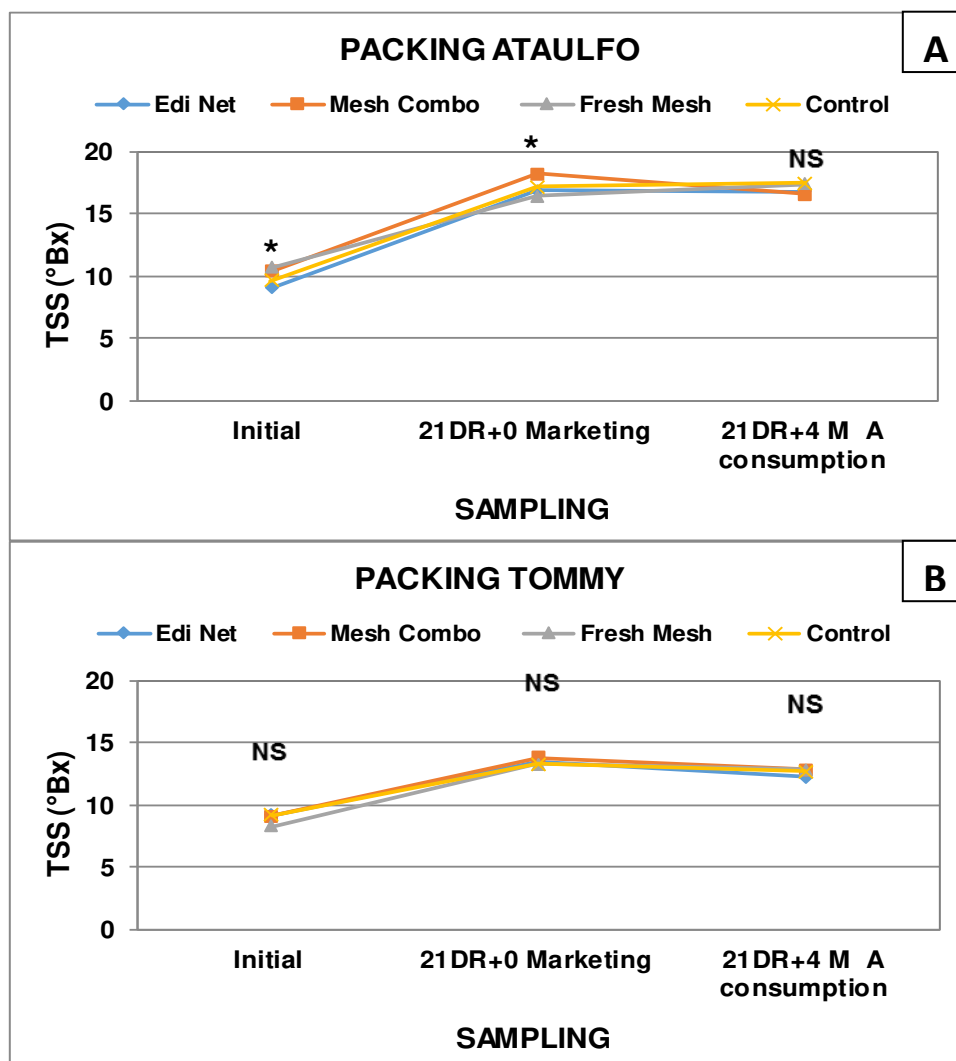 PACKING ATAULFO
A
Edi Net Mesh Combo Fresh Mesh Control
TSS (°Bx)
20
15
10
5
0
*
*
NS
Initial 21DR+0 Marketing 21DR+4 M A
consumption
SAMPLING
PACKING TOMMY
B
Edi Net Mesh Combo Fresh Mesh Control
TSS (°Bx)
20
15
10
5
0
NS
NS
NS
Initial 21DR+0 Marketing 21DR+4 M A
consumption
SAMPLING